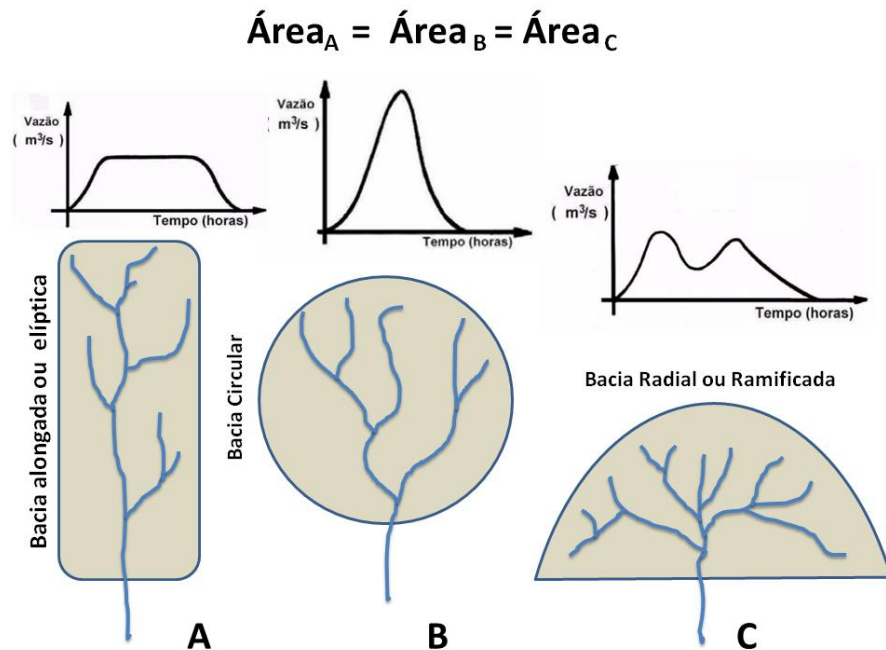 Área A = Área B = Área C
Vazão
( m³/s )
Tempo (horas)
Vazão
( m³/s )
Tempo (horas)
Vazão
( m³/s )
Tempo (horas)
Bacia alongada ou elíptica
Bacia Circular
Bacia Radial ou Ramificada
A
B
C